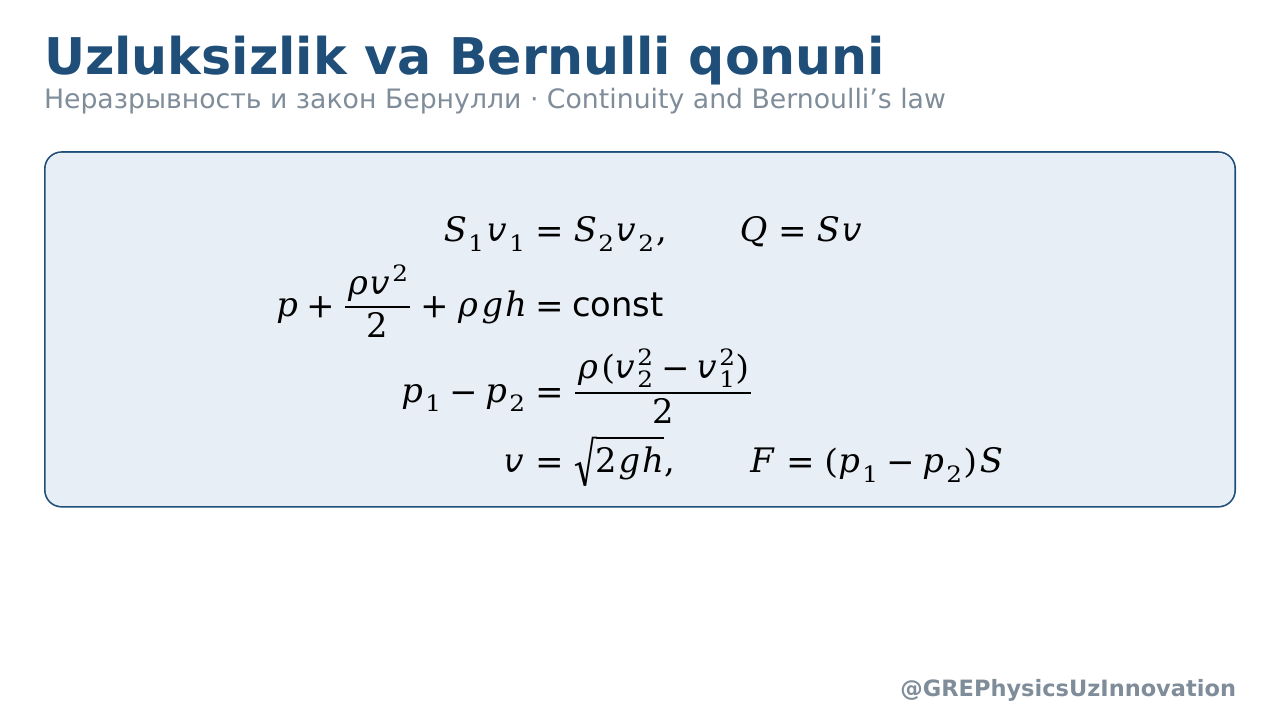 Uzluksizlik va Bernulli qonuni
Неразрывность и закон Бернулли · Continuity and Bernoulli’s law
S₁v₁ = S₂v₂, Q = Sv
p + ρv²/2 + ρgh = const
p₁ − p₂ = ρ(v₂² − v₁²)/2
v = √2gh, F = (p₁ − p₂)S
@GREPhysicsUzInnovation